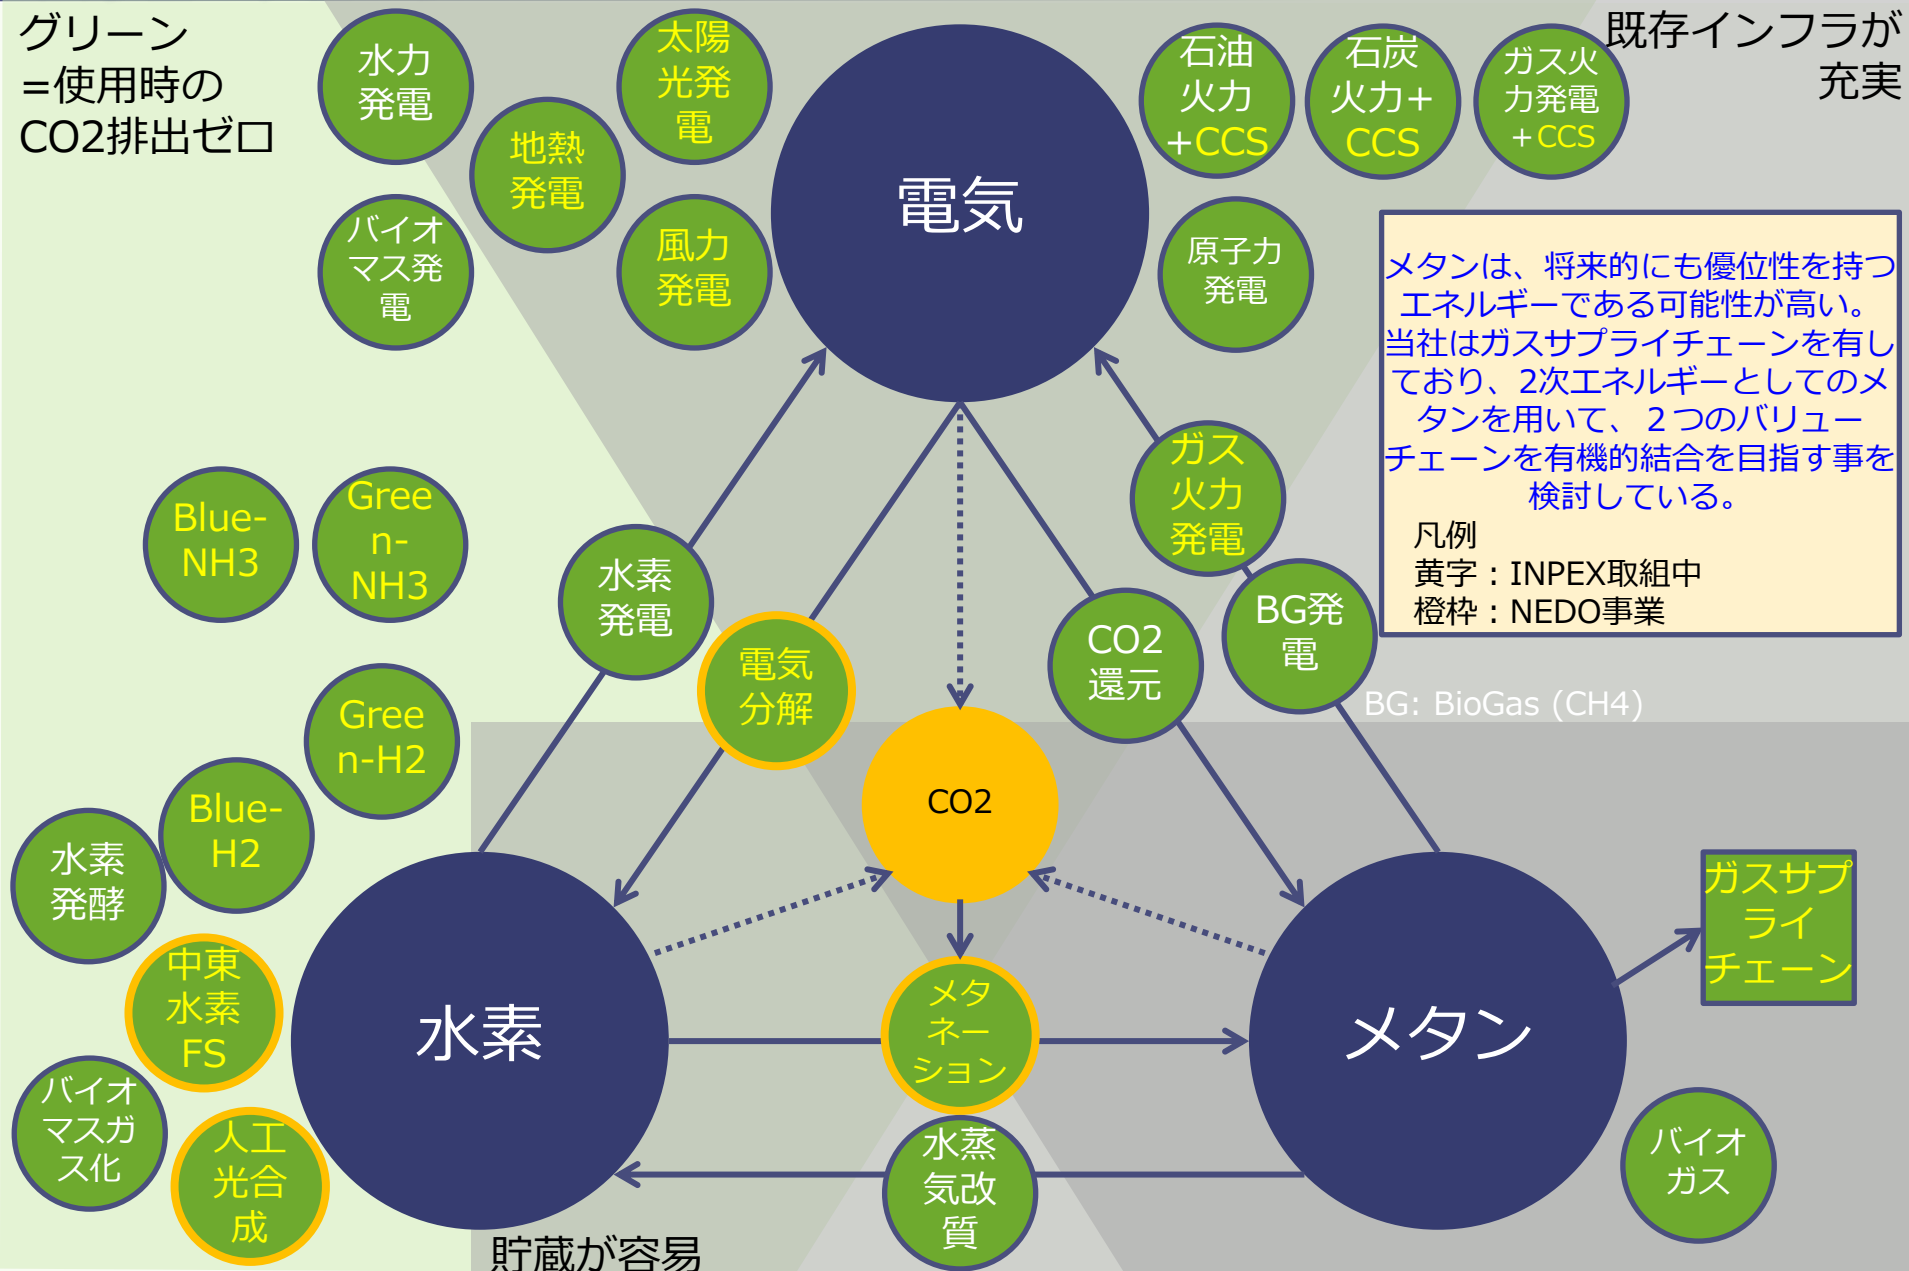 グリーン
=使用時の
CO2排出ゼロ
既存インフラが
充実
水力
発電
地熱
発電
太陽
光発
電
バイオ
マス発
電
風力
発電
電気
石油
火力
+CCS
石炭
火力+
CCS
ガス火
力発電
+CCS
原子力
発電
メタンは、将来的にも優位性を持つ
エネルギーである可能性が高い。
当社はガスサプライチェーンを有し
ており、2次エネルギーとしてのメ
タンを用いて、２つのバリュー
チェーンを有機的結合を目指す事を
検討している。
凡例
黄字：INPEX取組中
橙枠：NEDO事業
Blue-
NH3
Gree
n-
NH3
水素
発電
電気
分解
ガス
火力
発電
CO2
還元
BG発
電
BG: BioGas (CH4)
Gree
n-H2
Blue-
H2
水素
発酵
中東
水素
FS
バイオ
マスガ
ス化
人工
光合
成
CO2
水素
メタ
ネー
ション
メタン
ガスサプ
ライ
チェーン
水蒸
気改
質
バイオ
ガス
貯蔵が容易